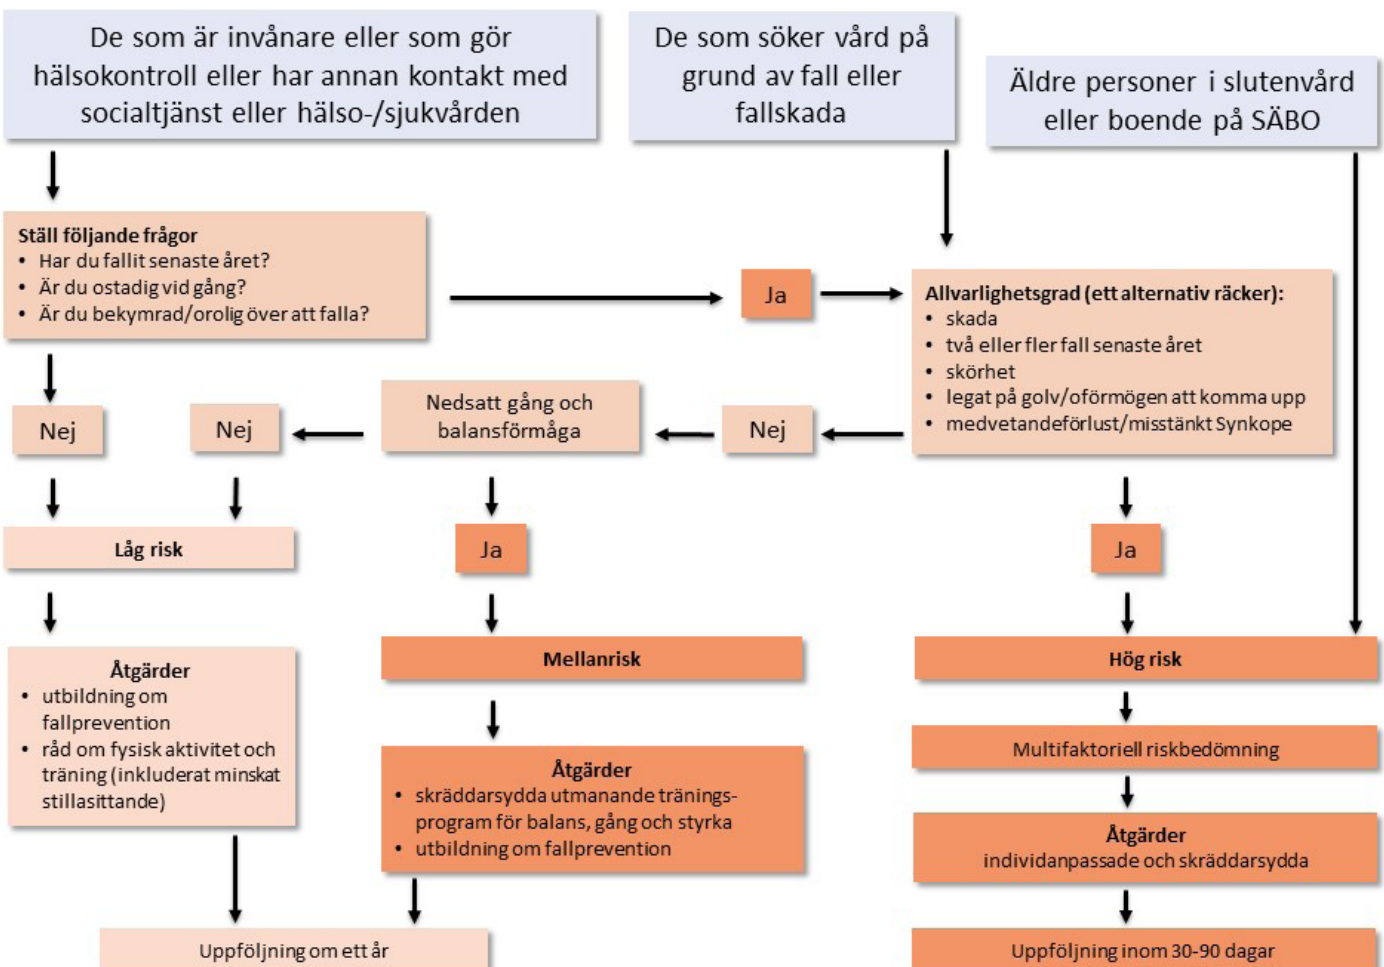 De som är invånare eller som gör
hälsokontroll eller har annan kontakt med
socialtjänst eller hälso-/sjukvården
De som söker vård på
grund av fall eller
fallskada
Äldre personer i slutenvård
eller boende på SÄBO
Ställ följande frågor
• Har du fallit senaste året?
• Är du ostadig vid gång?
• Är du bekymrad/orolig över att falla?
Ja
Allvarlighetsgrad (ett alternativ räcker):
• skada
• två eller fler fall senaste året
• skörhet
• legat på golv/oförmögen att komma upp
• medvetandeförlust/misstänkt Synkope
Nej
Nej
Nedsatt gång och
balansförmåga
Nej
Låg risk
Ja
Ja
Åtgärder
• utbildning om
fallprevention
• råd om fysisk aktivitet och
träning (inkluderat minskat
stillasittande)
Mellanrisk
Åtgärder
• skräddarsydda utmanande tränings-
program för balans, gång och styrka
• utbildning om fallprevention
Hög risk
Multifaktoriell riskbedömning
Åtgärder
individanpassade och skräddarsydda
Uppföljning om ett år
Uppföljning inom 30-90 dagar